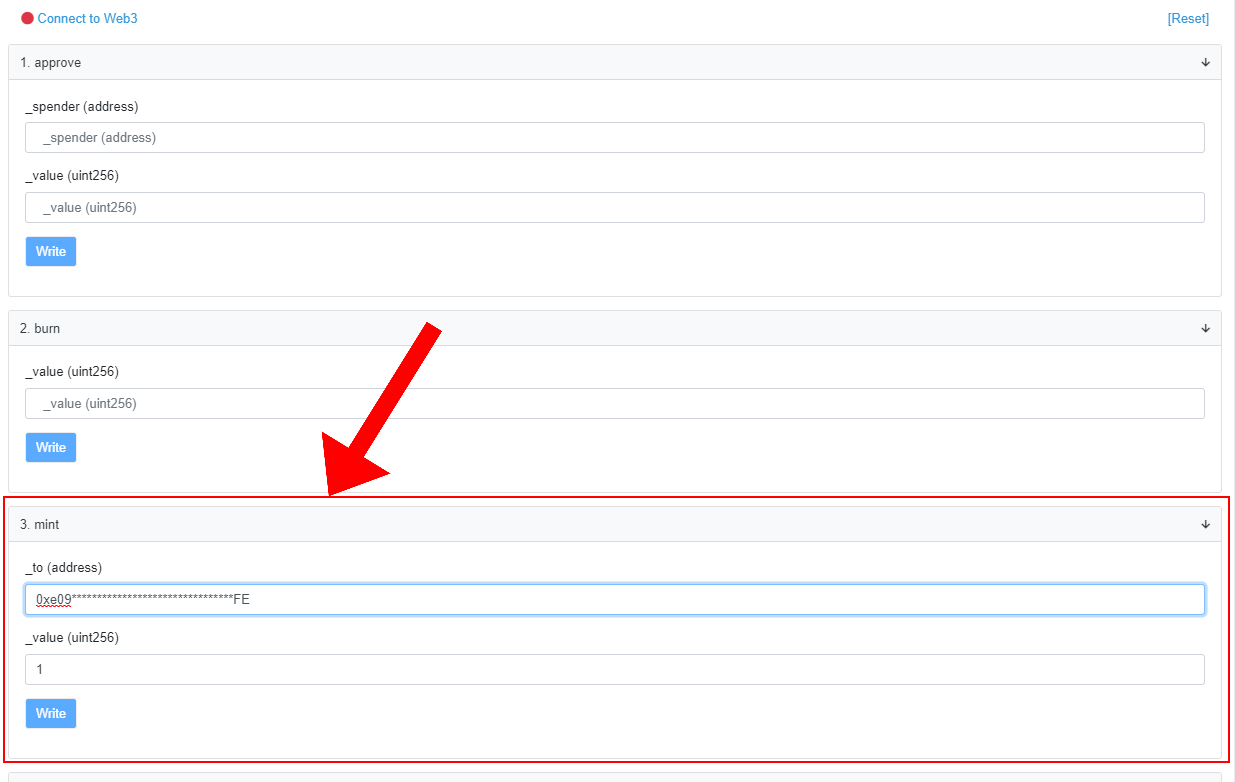 Connect to Web3
[Reset]
1. approve
_spender (address)
_spender (address)
_value (uint256)
_value (uint256)
Write
2. burn
_value (uint256)
_value (uint256)
Write
3. mint
_to (address)
0xe09*********************************FE
_value (uint256)
1
Write